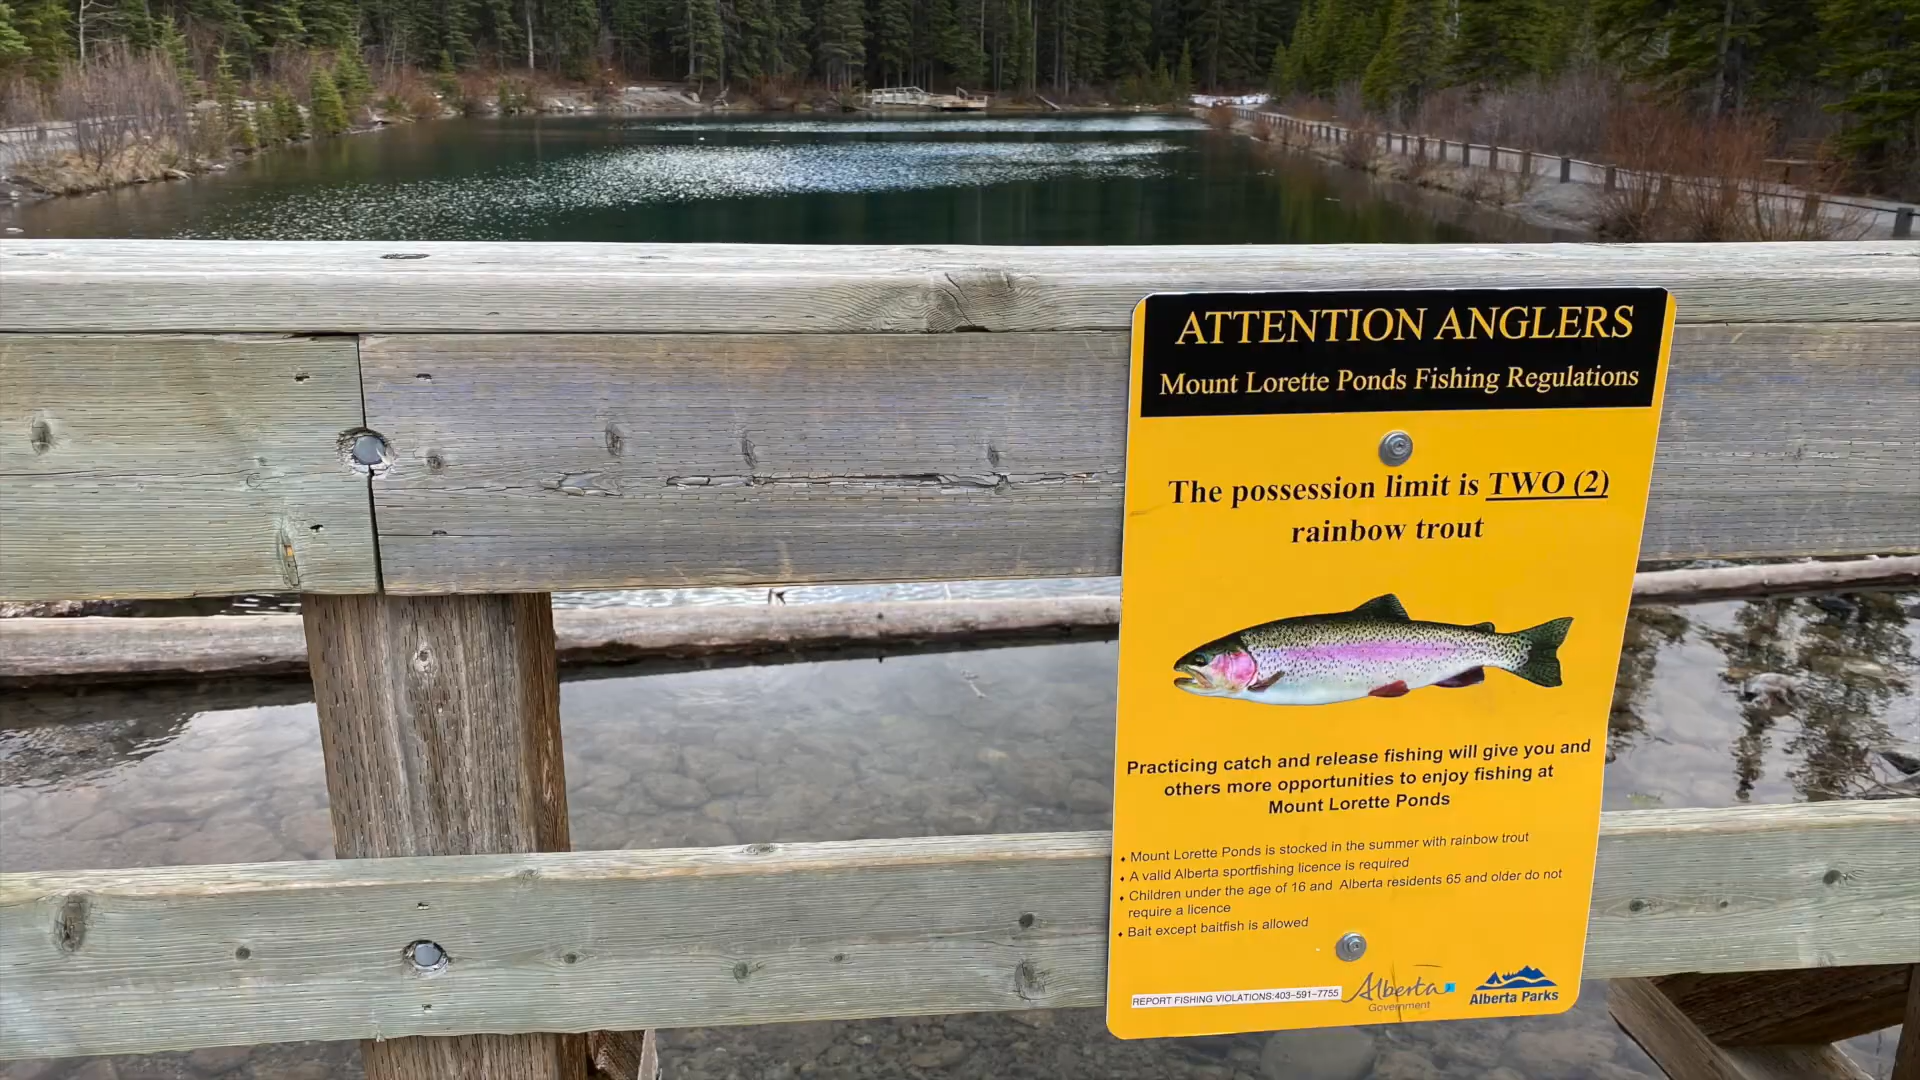 ATTENTION ANGLERS
Mount Lorette Ponds Fishing Regulations
The possession limit is TWO (2)
rainbow trout
Practicing catch and release fishing will give you and
others more opportunities to enjoy fishing at
Mount Lorette Ponds
♦ Mount Lorette Ponds is stocked in the summer with rainbow trout
♦ A valid Alberta sportfishing licence is required
♦ Children under the age of 16 and Alberta residents 65 and older do not
require a licence
♦ Bait except baitfish is allowed
REPORT FISHING VIOLATIONS:403-591-7755
Alberta
Government
Alberta Parks